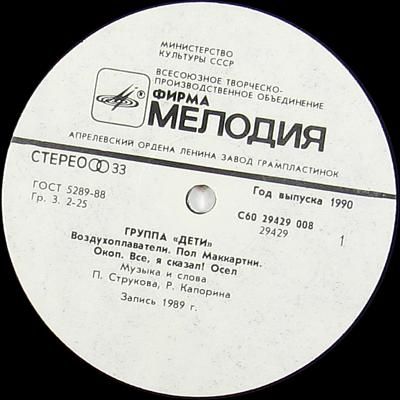 МИНИСТЕРСТВО
КУЛЬТУРЫ СССР
ВСЕСОЮЗНОЕ ТВОРЧЕСКО-
ПРОИЗВОДСТВЕННОЕ ОБЪЕДИНЕНИЕ
ФИРМА
МЕЛОДИЯ
АПРЕЛЕВСКИЙ ОРДЕНА ЛЕНИНА ЗАВОД ГРАМПЛАСТИНОК
СТЕРЕО 33
ГОСТ 5289-88
Гр. 3. 2-25
Год выпуска 1990
С60 29429 008
29429
1
ГРУППА «ДЕТИ»
Воздухоплаватели. Пол Маккартни.
Окоп. Все, я сказал! Осел
Музыка и слова
П. Струкова, Р. Капорина
Запись 1989 г.